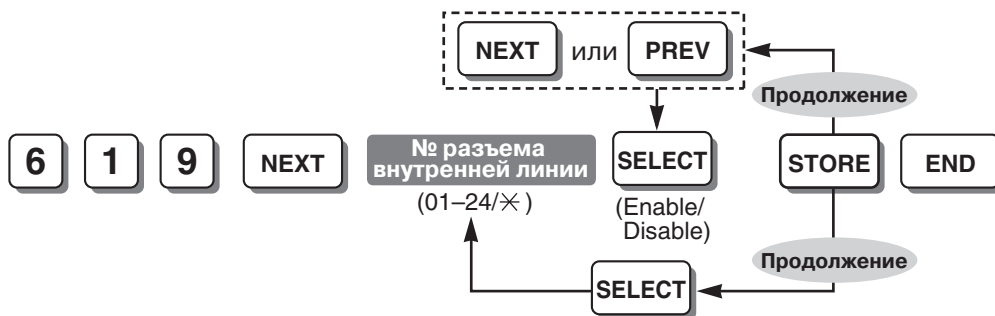 NEXT или PREV
Продолжение
6 1 9 NEXT № разъема внутренней линии SELECT STORE END
(01–24/✳)
(Enable/
Disable)
Продолжение
SELECT